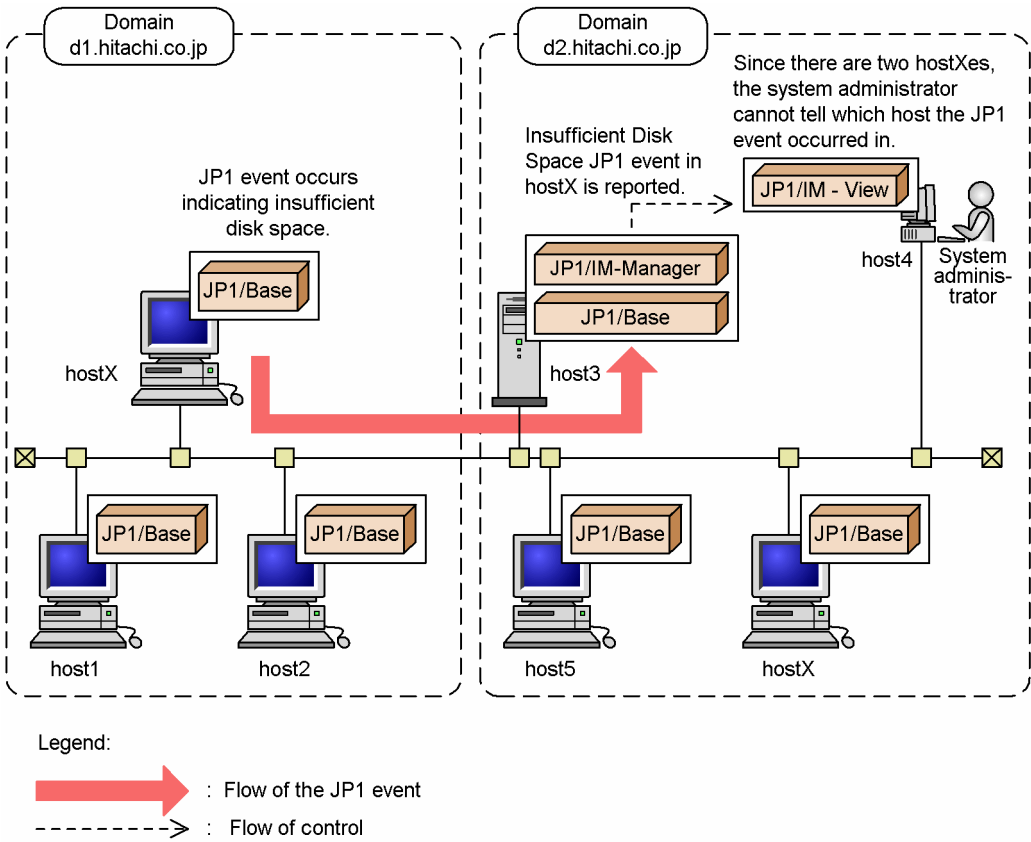 Domain
d1.hitachi.co.jp
Domain
d2.hitachi.co.jp
Since there are two hostXes,
the system administrator
cannot tell which host the JP1
event occurred in.
Insufficient Disk
Space JP1 event in
hostX is reported.
JP1 event occurs
indicating insufficient
disk space.
JP1/IM - View
JP1/IM-Manager
JP1/Base
JP1/Base
host4
System
adminis-
trator
hostX
host3
JP1/Base
JP1/Base
JP1/Base
JP1/Base
host1
host2
host5
hostX
Legend:
: Flow of the JP1 event
: Flow of control